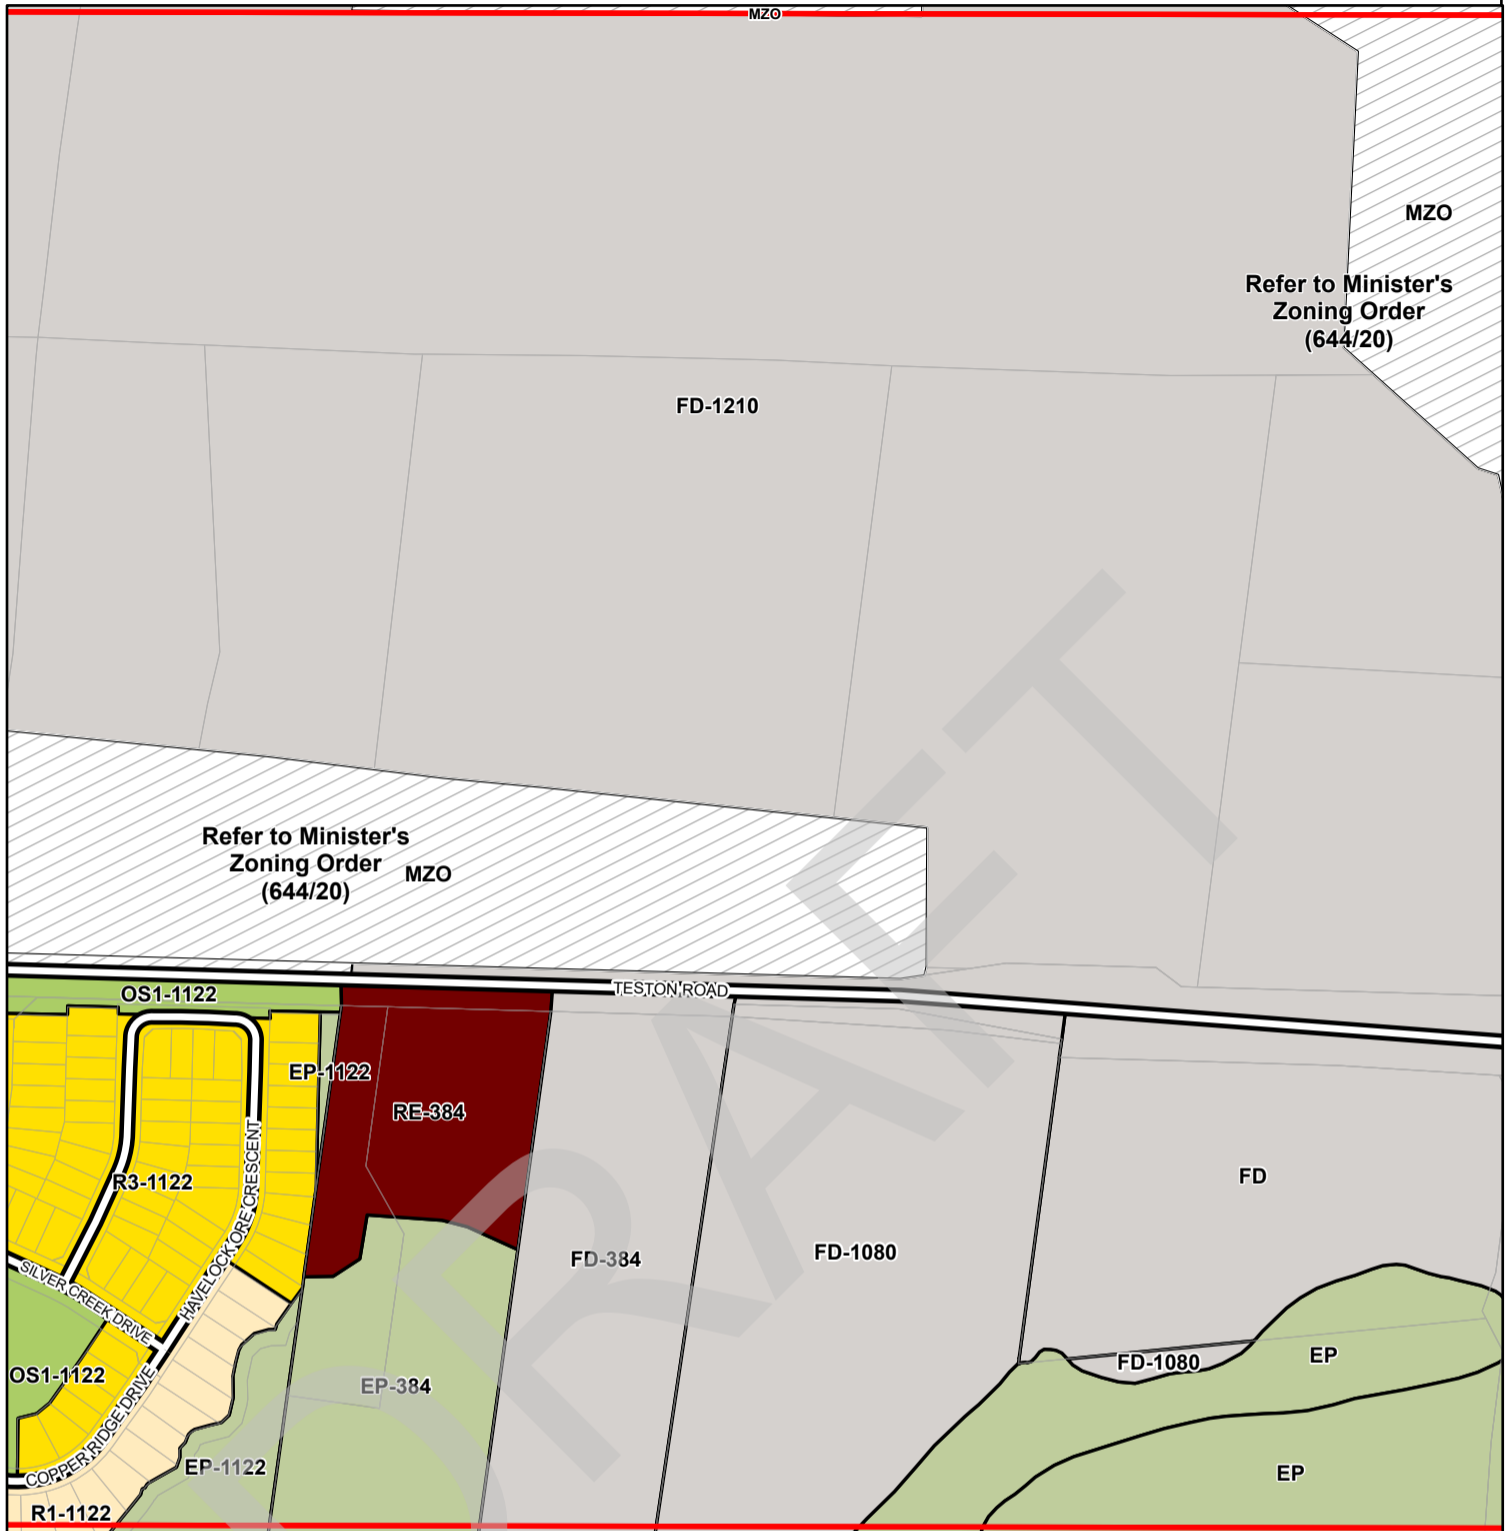 MZO
MZO
Refer to Minister's
Zoning Order
(644/20)
FD-1210
Refer to Minister's
Zoning Order
(644/20)
MZO
TESTON ROAD
OS1-1122
EP-1122
RE-384
R3-1122
HAVELOCK ORE CRESCENT
FD
FD-384
FD-1080
SILVER CREEK DRIVE
OS1-1122
FD-1080
EP
EP-384
COPPER RIDGE DRIVE
EP-1122
EP
R1-1122
DRAFT